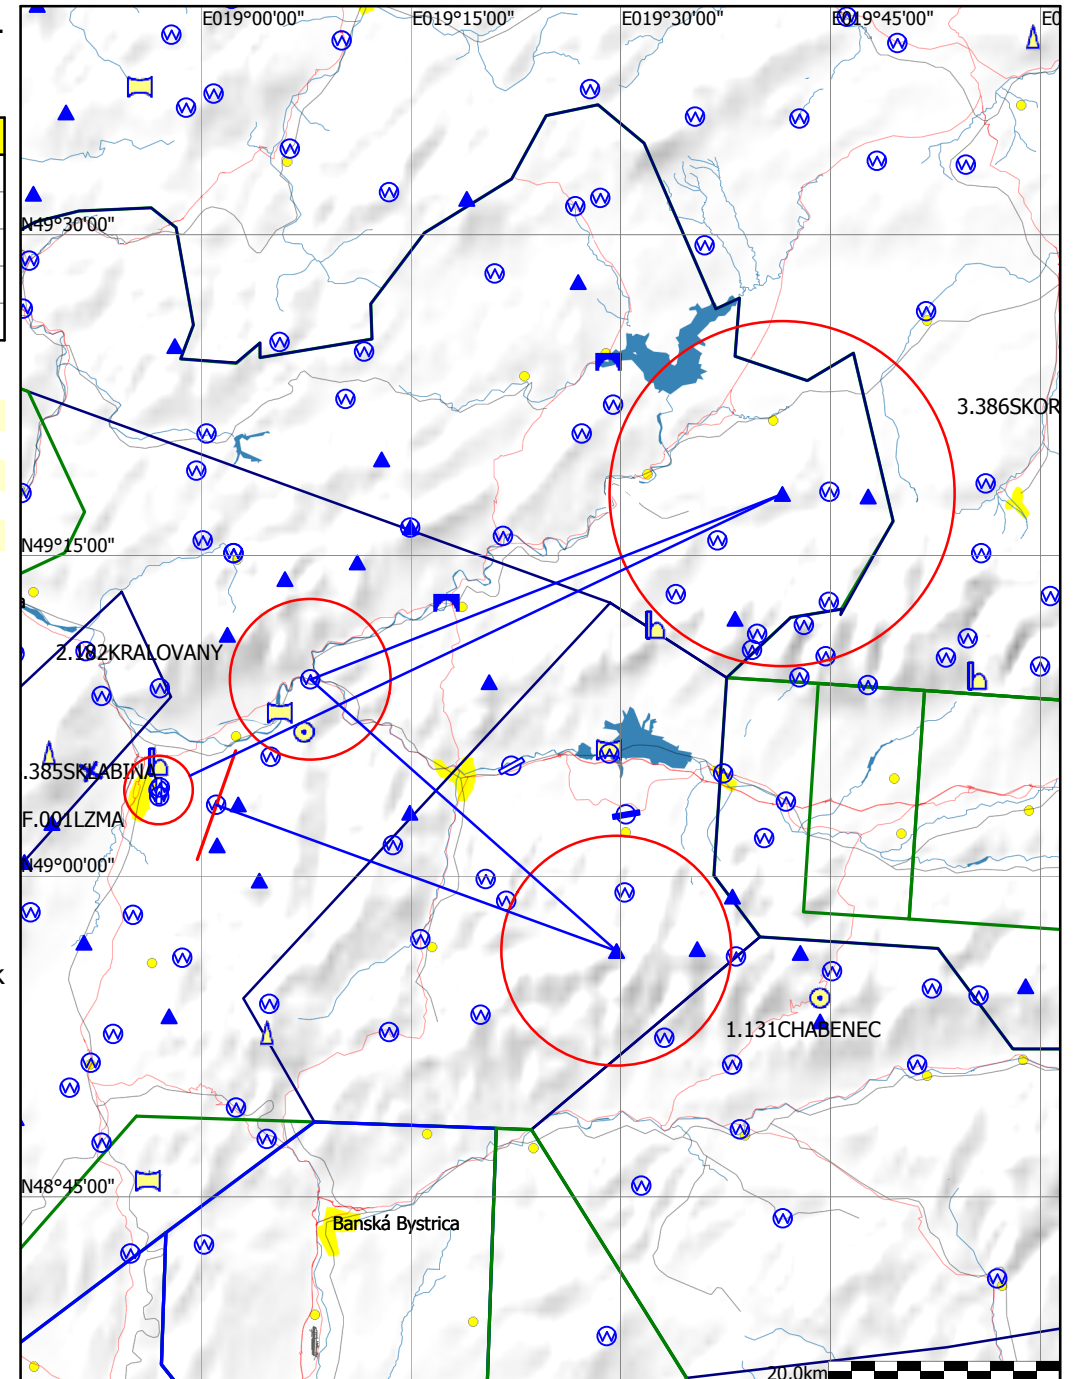 E019°00'00"
E019°15'00"
E019°30'00"
E019°45'00"
E0
N49°30'00"
3.386SKOR
N49°15'00"
a
2.182KRALOVANY
.385SKLABINA
F.001LZMA
N49°00'00"
K
1.131CHABENEC
N48°45'00"
Banská Bystrica
20.0km